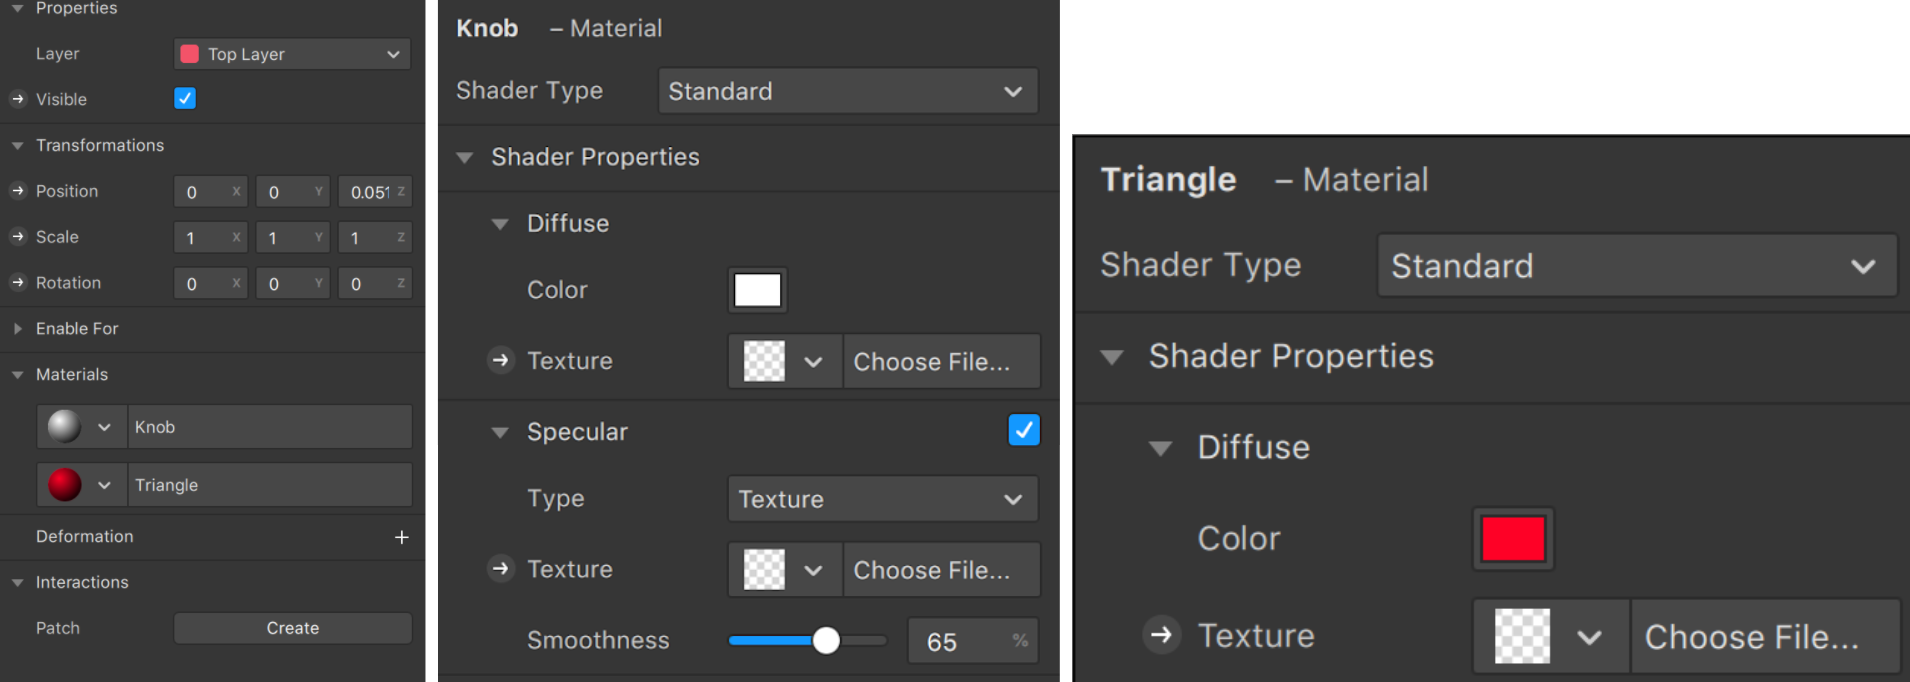 Properties
Layer Top Layer
Visible
Transformations
Position 0 X 0 Y 0.051 Z
Scale 1 X 1 Y 1 Z
Rotation 0 X 0 Y 0 Z
Enable For
Materials
Knob
Triangle
Deformation +
Interactions
Patch Create
Knob – Material
Shader Type Standard
Shader Properties
Diffuse
Color
Texture Choose File...
Specular
Type Texture
Texture Choose File...
Smoothness 65 %
Triangle – Material
Shader Type Standard
Shader Properties
Diffuse
Color
Texture Choose File...